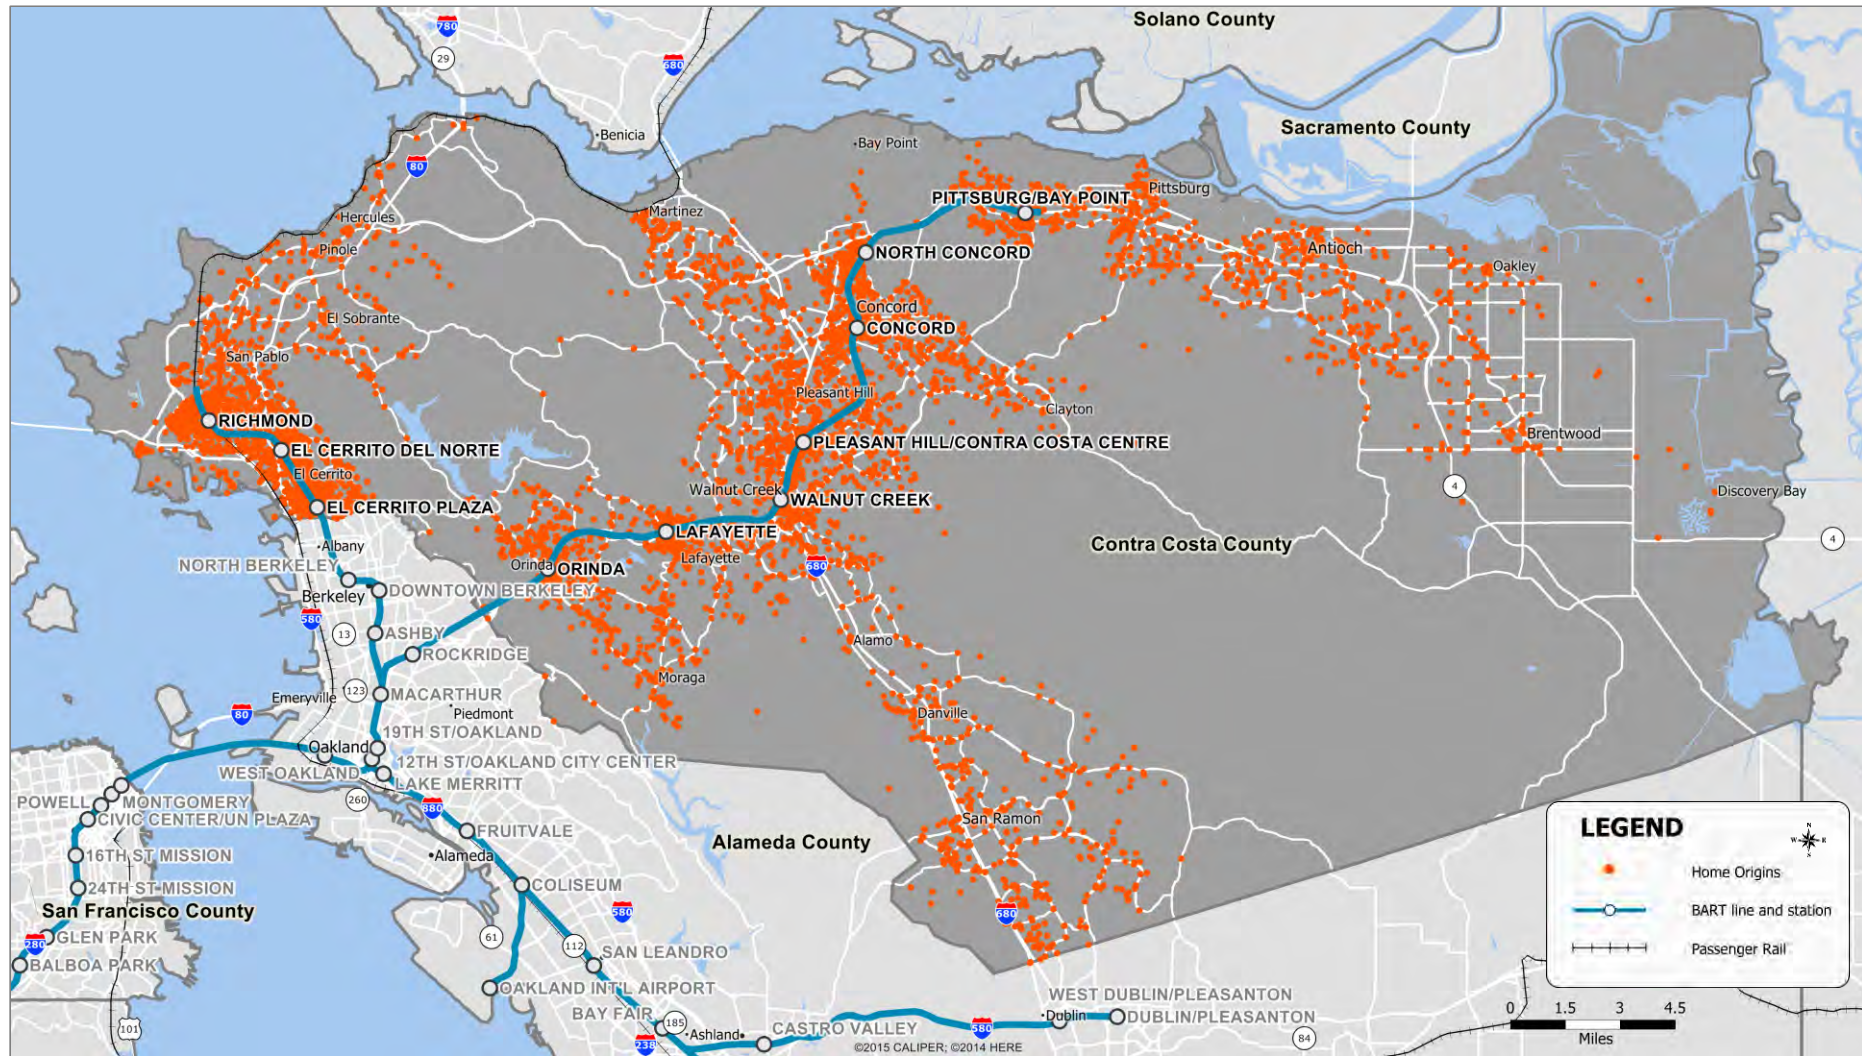 Solano County
780
29
680
Sacramento County
Benicia
Bay Point
80
PITTSBURG/BAY POINT
Pittsburg
Martinez
Hercules
Pinole
NORTH CONCORD
Antioch
Oakley
El Sobrante
Concord
CONCORD
San Pablo
Pleasant Hill
Clayton
RICHMOND
Brentwood
EL CERRITO DEL NORTE
PLEASANT HILL/CONTRA COSTA CENTRE
El Cerrito
4
Walnut Creek
WALNUT CREEK
Discovery Bay
EL CERRITO PLAZA
LAFAYETTE
Contra Costa County
4
Albany
Lafayette
NORTH BERKELEY
Orinda
ORINDA
680
Berkeley
DOWNTOWN BERKELEY
580
13
ASHBY
Alamo
ROCKRIDGE
Moraga
Emeryville
123
MACARTHUR
80
Piedmont
Danville
19TH ST/OAKLAND
Oakland
12TH ST/OAKLAND CITY CENTER
WEST OAKLAND
LAKE MERRITT
POWELL
MONTGOMERY
260
880
CIVIC CENTER/UN PLAZA
FRUITVALE
San Ramon
Alameda County
16TH ST MISSION
Alameda
24TH ST MISSION
COLISEUM
San Francisco County
580
680
GLEN PARK
280
61
112
SAN LEANDRO
BALBOA PARK
OAKLAND INT'L AIRPORT
WEST DUBLIN/PLEASANTON
BAY FAIR
185
Dublin
DUBLIN/PLEASANTON
101
Ashland
CASTRO VALLEY
580
238
84
©2015 CALIPER; ©2014 HERE
LEGEND
N
W
E
S
Home Origins
BART line and station
Passenger Rail
0 1.5 3 4.5
Miles